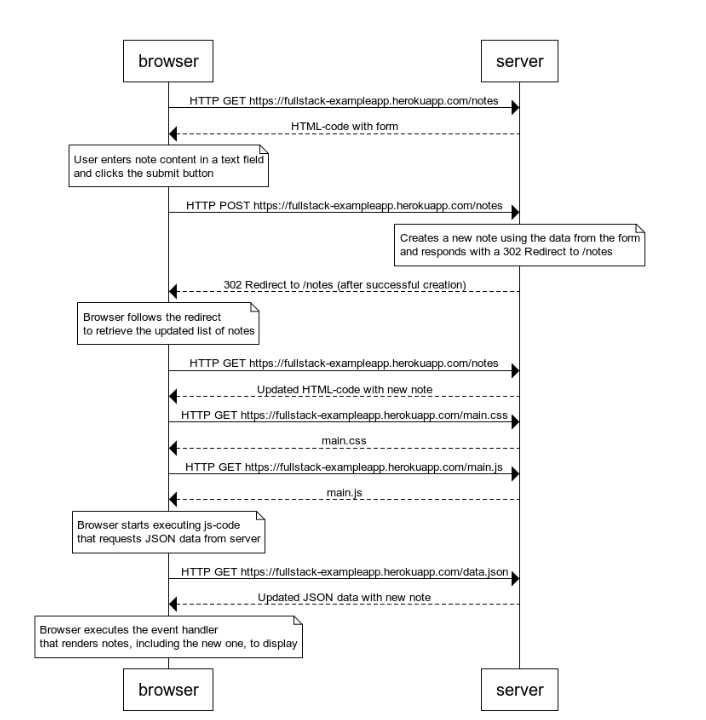 browser
server
HTTP GET https://fullstack-exampleapp.herokuapp.com/notes
HTML-code with form
User enters note content in a text field
and clicks the submit button
HTTP POST https://fullstack-exampleapp.herokuapp.com/notes
Creates a new note using the data from the form
and responds with a 302 Redirect to /notes
302 Redirect to /notes (after successful creation)
Browser follows the redirect
to retrieve the updated list of notes
HTTP GET https://fullstack-exampleapp.herokuapp.com/notes
Updated HTML-code with new note
HTTP GET https://fullstack-exampleapp.herokuapp.com/main.css
main.css
HTTP GET https://fullstack-exampleapp.herokuapp.com/main.js
main.js
Browser starts executing js-code
that requests JSON data from server
HTTP GET https://fullstack-exampleapp.herokuapp.com/data.json
Updated JSON data with new note
Browser executes the event handler
that renders notes, including the new one, to display
browser
server